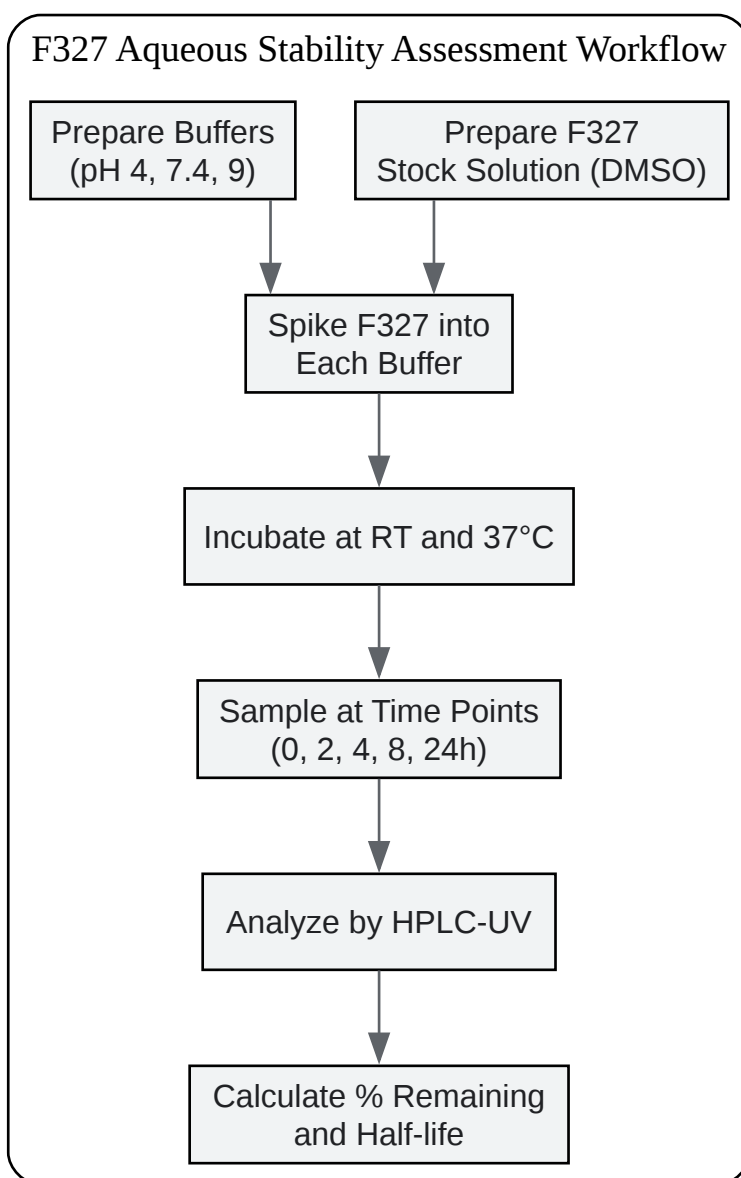 F327 Aqueous Stability Assessment Workflow
Prepare Buffers
(pH 4, 7.4, 9)
Prepare F327
Stock Solution (DMSO)
Spike F327 into
Each Buffer
Incubate at RT and 37°C
Sample at Time Points
(0, 2, 4, 8, 24h)
Analyze by HPLC-UV
Calculate % Remaining
and Half-life